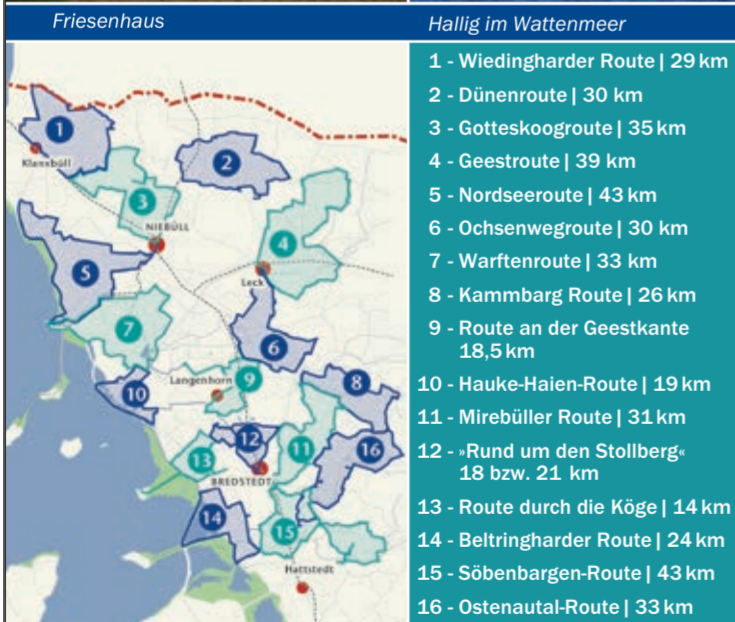 Friesenhaus
Hallig im Wattenmeer
1
Klanxbüll
2
3
NIEBÜLL
4
5
Leck
7
6
8
10
Langenhorn
9
12
11
16
13
BREDSTEDT
14
15
Hattstedt
1 - Wiedingharder Route | 29 km
2 - Dünenroute | 30 km
3 - Gotteskoogroute | 35 km
4 - Geestroute | 39 km
5 - Nordseeroute | 43 km
6 - Ochsenwegroute | 30 km
7 - Warftenroute | 33 km
8 - Kammbarg Route | 26 km
9 - Route an der Geestkante
18,5 km
10 - Hauke-Haien-Route | 19 km
11 - Mirebüller Route | 31 km
12 - »Rund um den Stollberg«
18 bzw. 21 km
13 - Route durch die Köge | 14 km
14 - Beltringharder Route | 24 km
15 - Söbenbargen-Route | 43 km
16 - Ostenautal-Route | 33 km